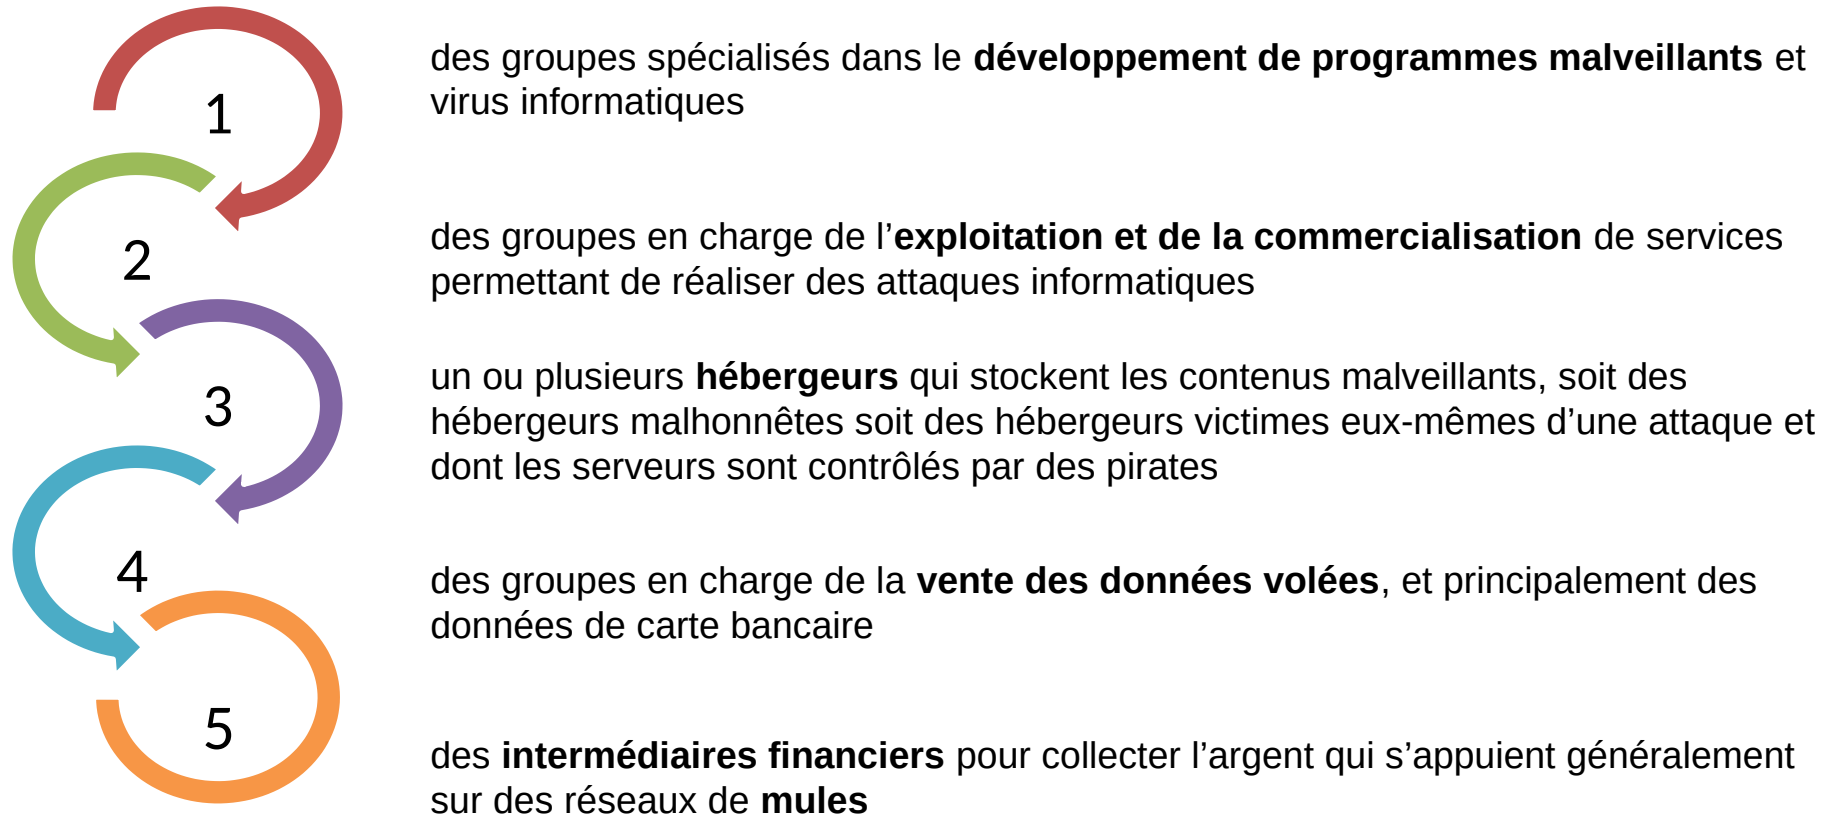 1
des groupes spécialisés dans le développement de programmes malveillants et
virus informatiques
2
des groupes en charge de l’exploitation et de la commercialisation de services
permettant de réaliser des attaques informatiques
3
un ou plusieurs hébergeurs qui stockent les contenus malveillants, soit des
hébergeurs malhonnêtes soit des hébergeurs victimes eux-mêmes d’une attaque et
dont les serveurs sont contrôlés par des pirates
4
des groupes en charge de la vente des données volées, et principalement des
données de carte bancaire
5
des intermédiaires financiers pour collecter l’argent qui s’appuient généralement
sur des réseaux de mules